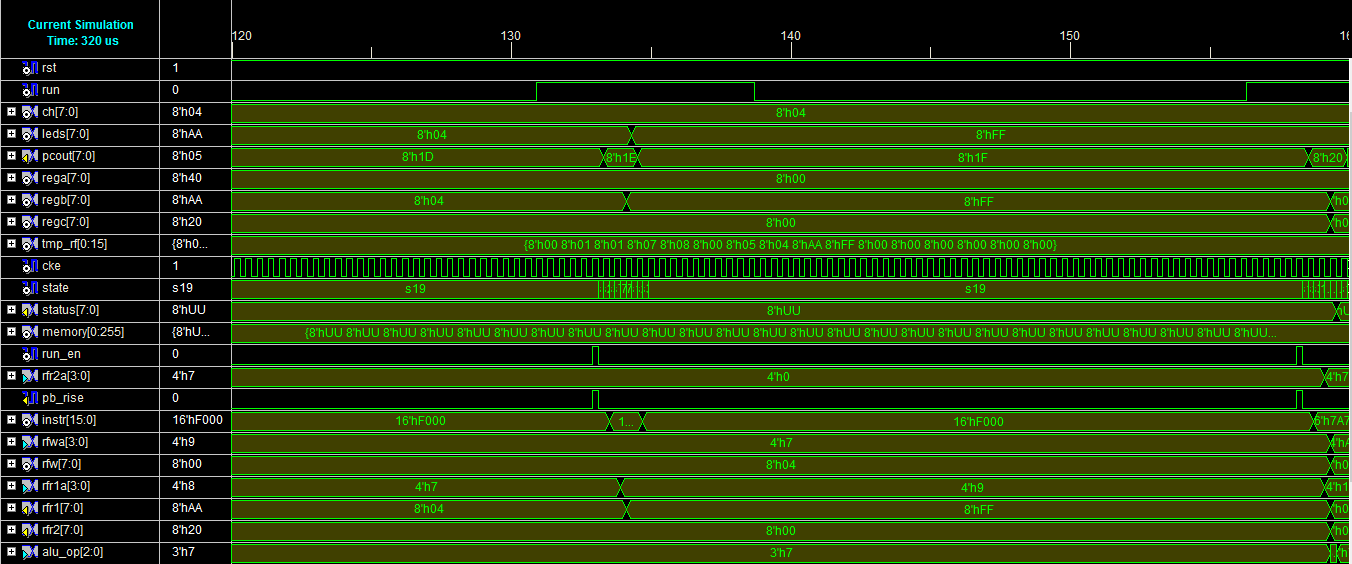 Current Simulation
Time: 320 us
120 130 140 150 16
rst 1
run 0
ch[7:0] 8'h04 8'h04
leds[7:0] 8'hAA 8'h04 8'hFF
pcout[7:0] 8'h05 8'h1D 8'h1E 8'h1F 8'h20
rega[7:0] 8'h40 8'h00
regb[7:0] 8'hAA 8'h04 8'hFF 'h0
regc[7:0] 8'h20 8'h00 'h0
tmp_rf[0:15] {8'h0... {8'h00 8'h01 8'h01 8'h07 8'h08 8'h00 8'h05 8'h04 8'hAA 8'hFF 8'h00 8'h00 8'h00 8'h00 8'h00 8'h00}
cke 1
state s19 s19 s19
status[7:0] 8'hUU 8'hUU
memory[0:255] {8'hU... {8'hUU 8'hUU 8'hUU 8'hUU 8'hUU 8'hUU 8'hUU 8'hUU 8'hUU 8'hUU 8'hUU 8'hUU 8'hUU 8'hUU 8'hUU 8'hUU 8'hUU 8'hUU 8'hUU 8'hUU 8'hUU 8'hUU 8'hUU 8'hUU 8'hUU 8'hUU 8'hUU...
run_en 0
rfr2a[3:0] 4'h7 4'h0 4'h7
pb_rise 0
instr[15:0] 16'hF000 16'hF000 1... 16'hF000 6'h7A7
rfwa[3:0] 4'h9 4'h7 4'hA
rfw[7:0] 8'h00 8'h04 'h0
rfr1a[3:0] 4'h8 4'h7 4'h9 4'h1
rfr1[7:0] 8'hAA 8'h04 8'hFF 'h0
rfr2[7:0] 8'h20 8'h00 'h0
alu_op[2:0] 3'h7 3'h7